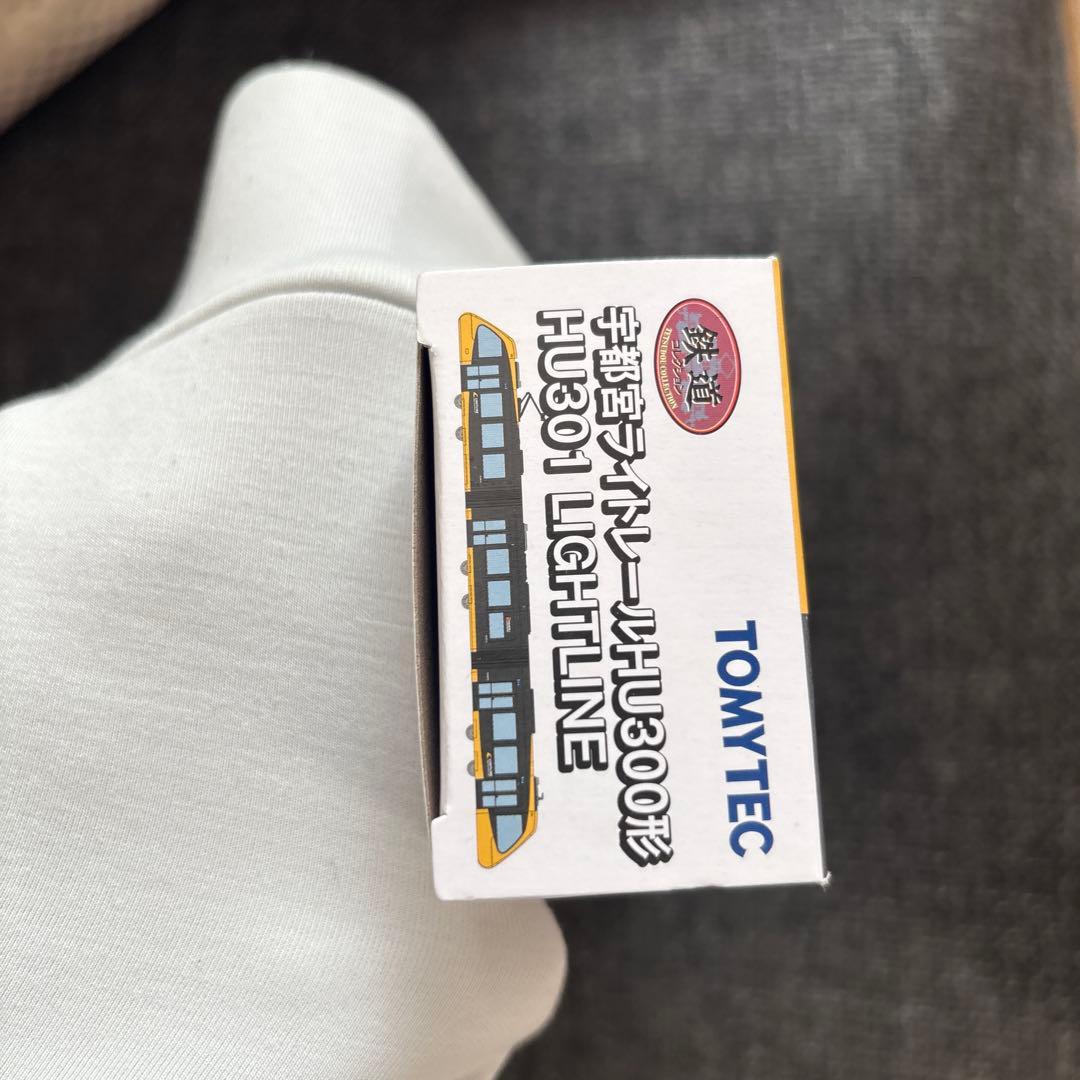 鉄道
コレクション
TETSUDOU COLLECTION
TOMYTEC
宇都宮ライトレールHU300形
HU301 LIGHTLINE